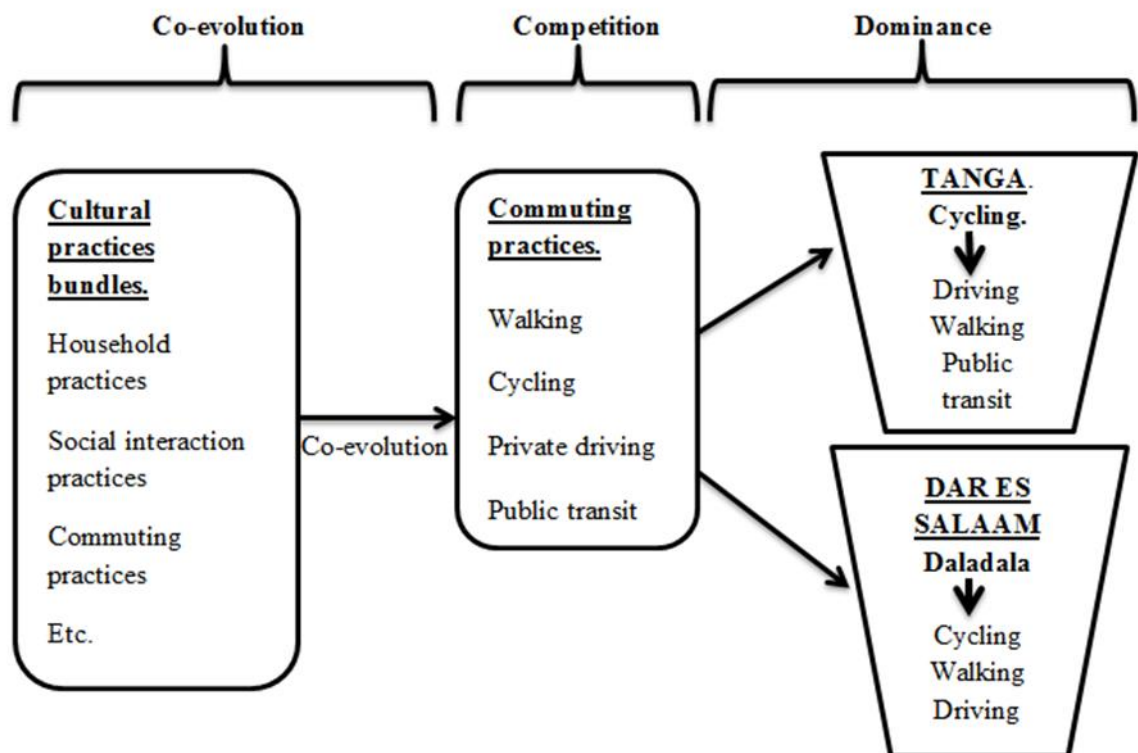 Co-evolution
Competition
Dominance
Cultural
practices
bundles.
Household
practices
Social interaction
practices
Commuting
practices
Etc.
Co-evolution
Commuting
practices.
Walking
Cycling
Private driving
Public transit
TANGA.
Cycling.
Driving
Walking
Public
transit
DAR ES
SALAAM
Daladala
Cycling
Walking
Driving